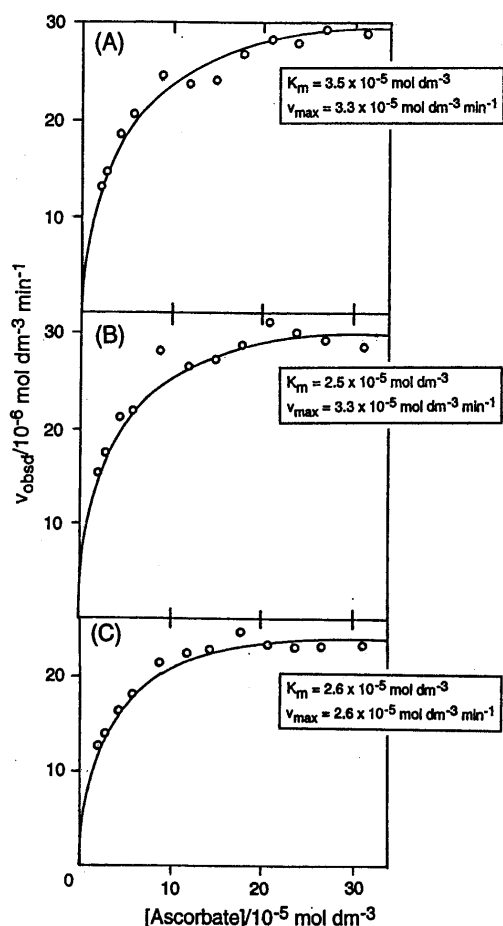 30
(A)
20
10
K_m = 3.5 x 10^-5 mol dm^-3
v_max = 3.3 x 10^-5 mol dm^-3 min^-1
v_obsd/10^-6 mol dm^-3 min^-1
30
(B)
20
10
K_m = 2.5 x 10^-5 mol dm^-3
v_max = 3.3 x 10^-5 mol dm^-3 min^-1
(C)
20
10
K_m = 2.6 x 10^-5 mol dm^-3
v_max = 2.6 x 10^-5 mol dm^-3 min^-1
0 10 20 30
[Ascorbate]/10^-5 mol dm^-3